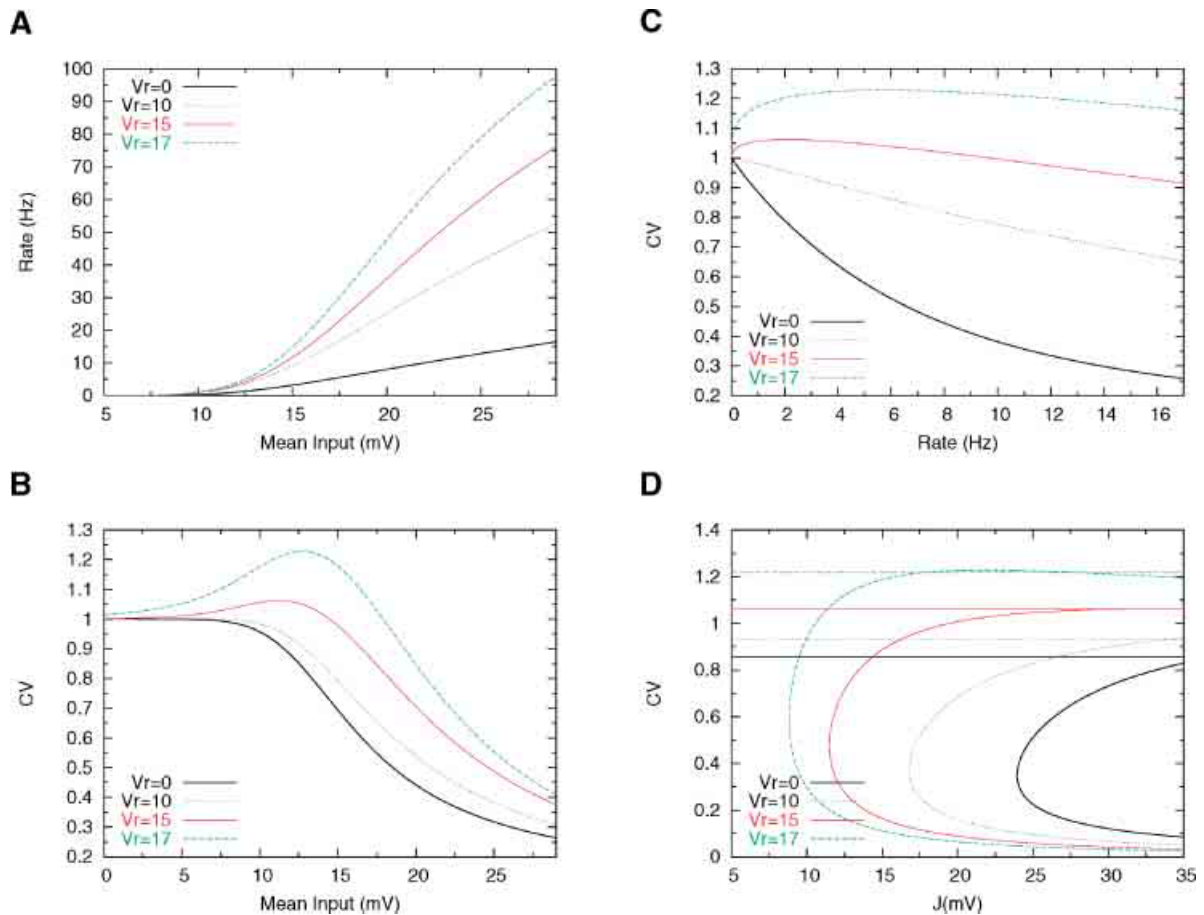 A
100
90
80
70
60
50
40
30
20
10
0
Rate (Hz)
Vr=0
Vr=10
Vr=15
Vr=17
5 10 15 20 25
Mean Input (mV)
C
1.3
1.2
1.1
1
0.9
0.8
0.7
0.6
0.5
0.4
0.3
0.2
CV
Vr=0
Vr=10
Vr=15
Vr=17
0 2 4 6 8 10 12 14 16
Rate (Hz)
B
1.3
1.2
1.1
1
0.9
0.8
0.7
0.6
0.5
0.4
0.3
0.2
CV
Vr=0
Vr=10
Vr=15
Vr=17
0 5 10 15 20 25
Mean Input (mV)
D
1.4
1.2
1
0.8
0.6
0.4
0.2
0
CV
Vr=0
Vr=10
Vr=15
Vr=17
5 10 15 20 25 30 35
J(mV)